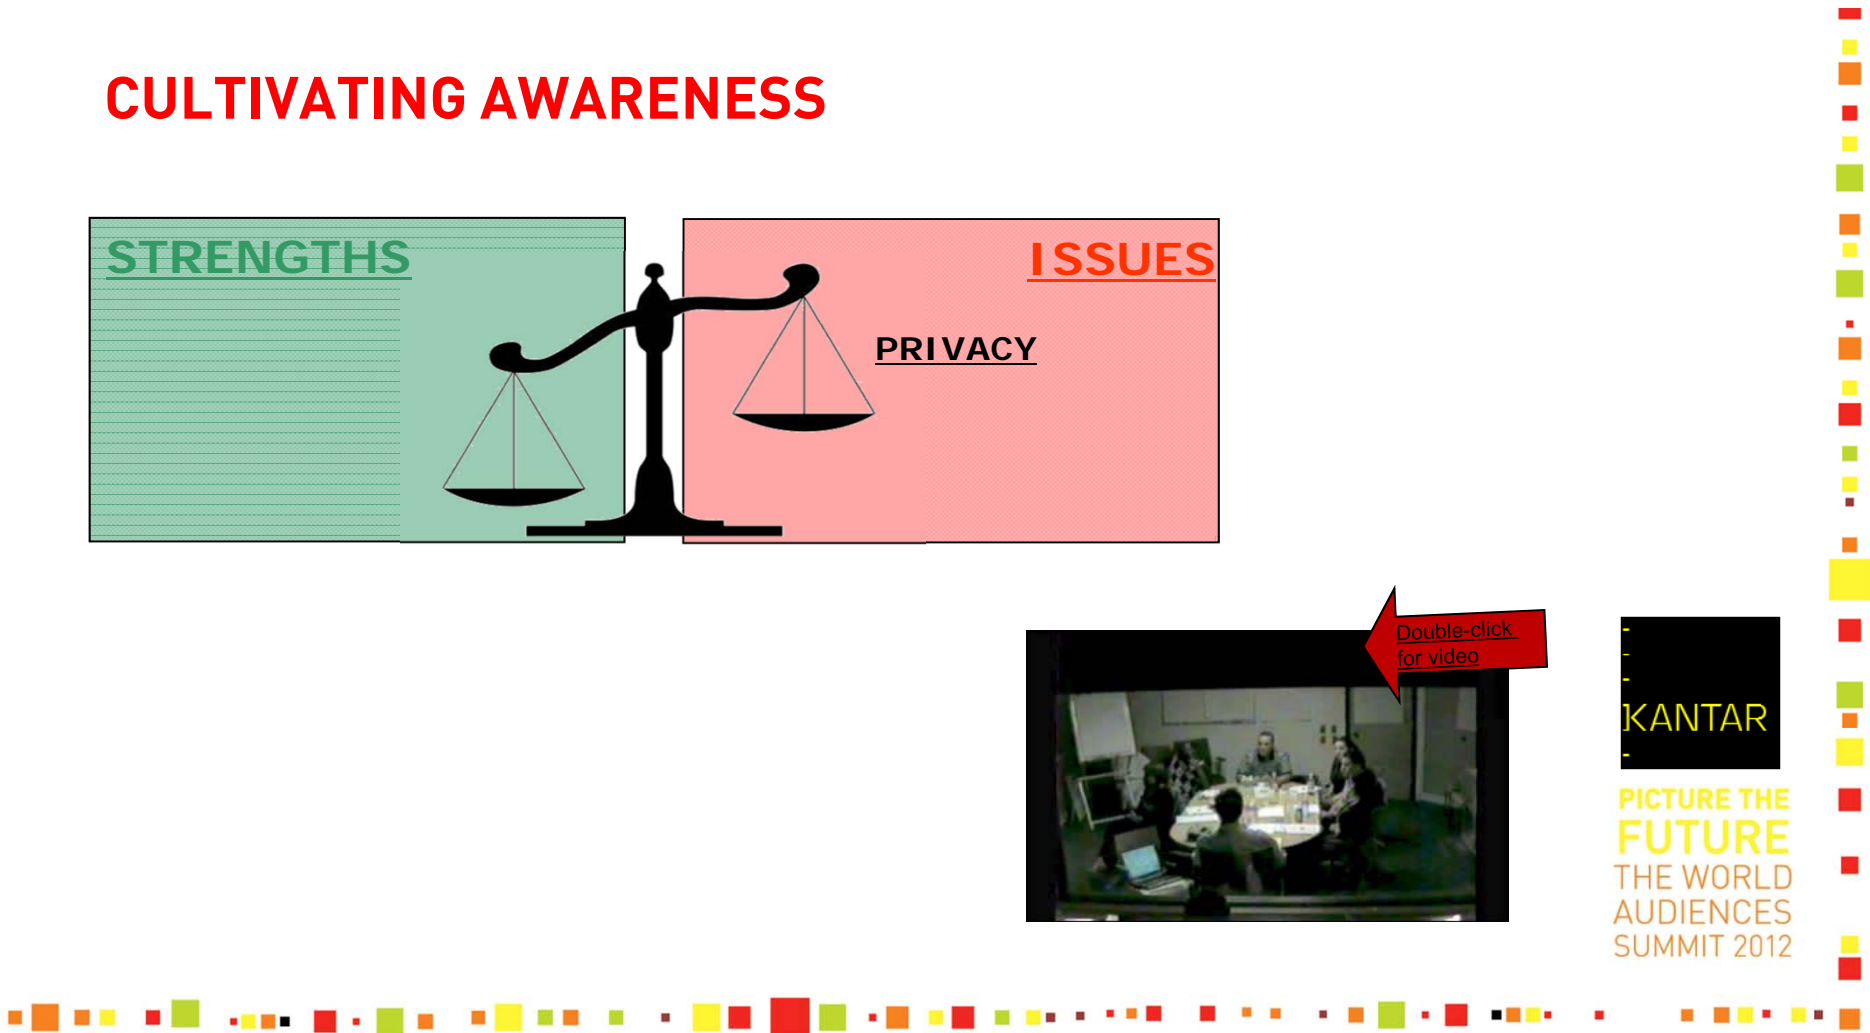 CULTIVATING AWARENESS
STRENGTHS
ISSUES
PRIVACY
Double-click
for video
KANTAR
PICTURE THE
FUTURE
THE WORLD
AUDIENCES
SUMMIT 2012